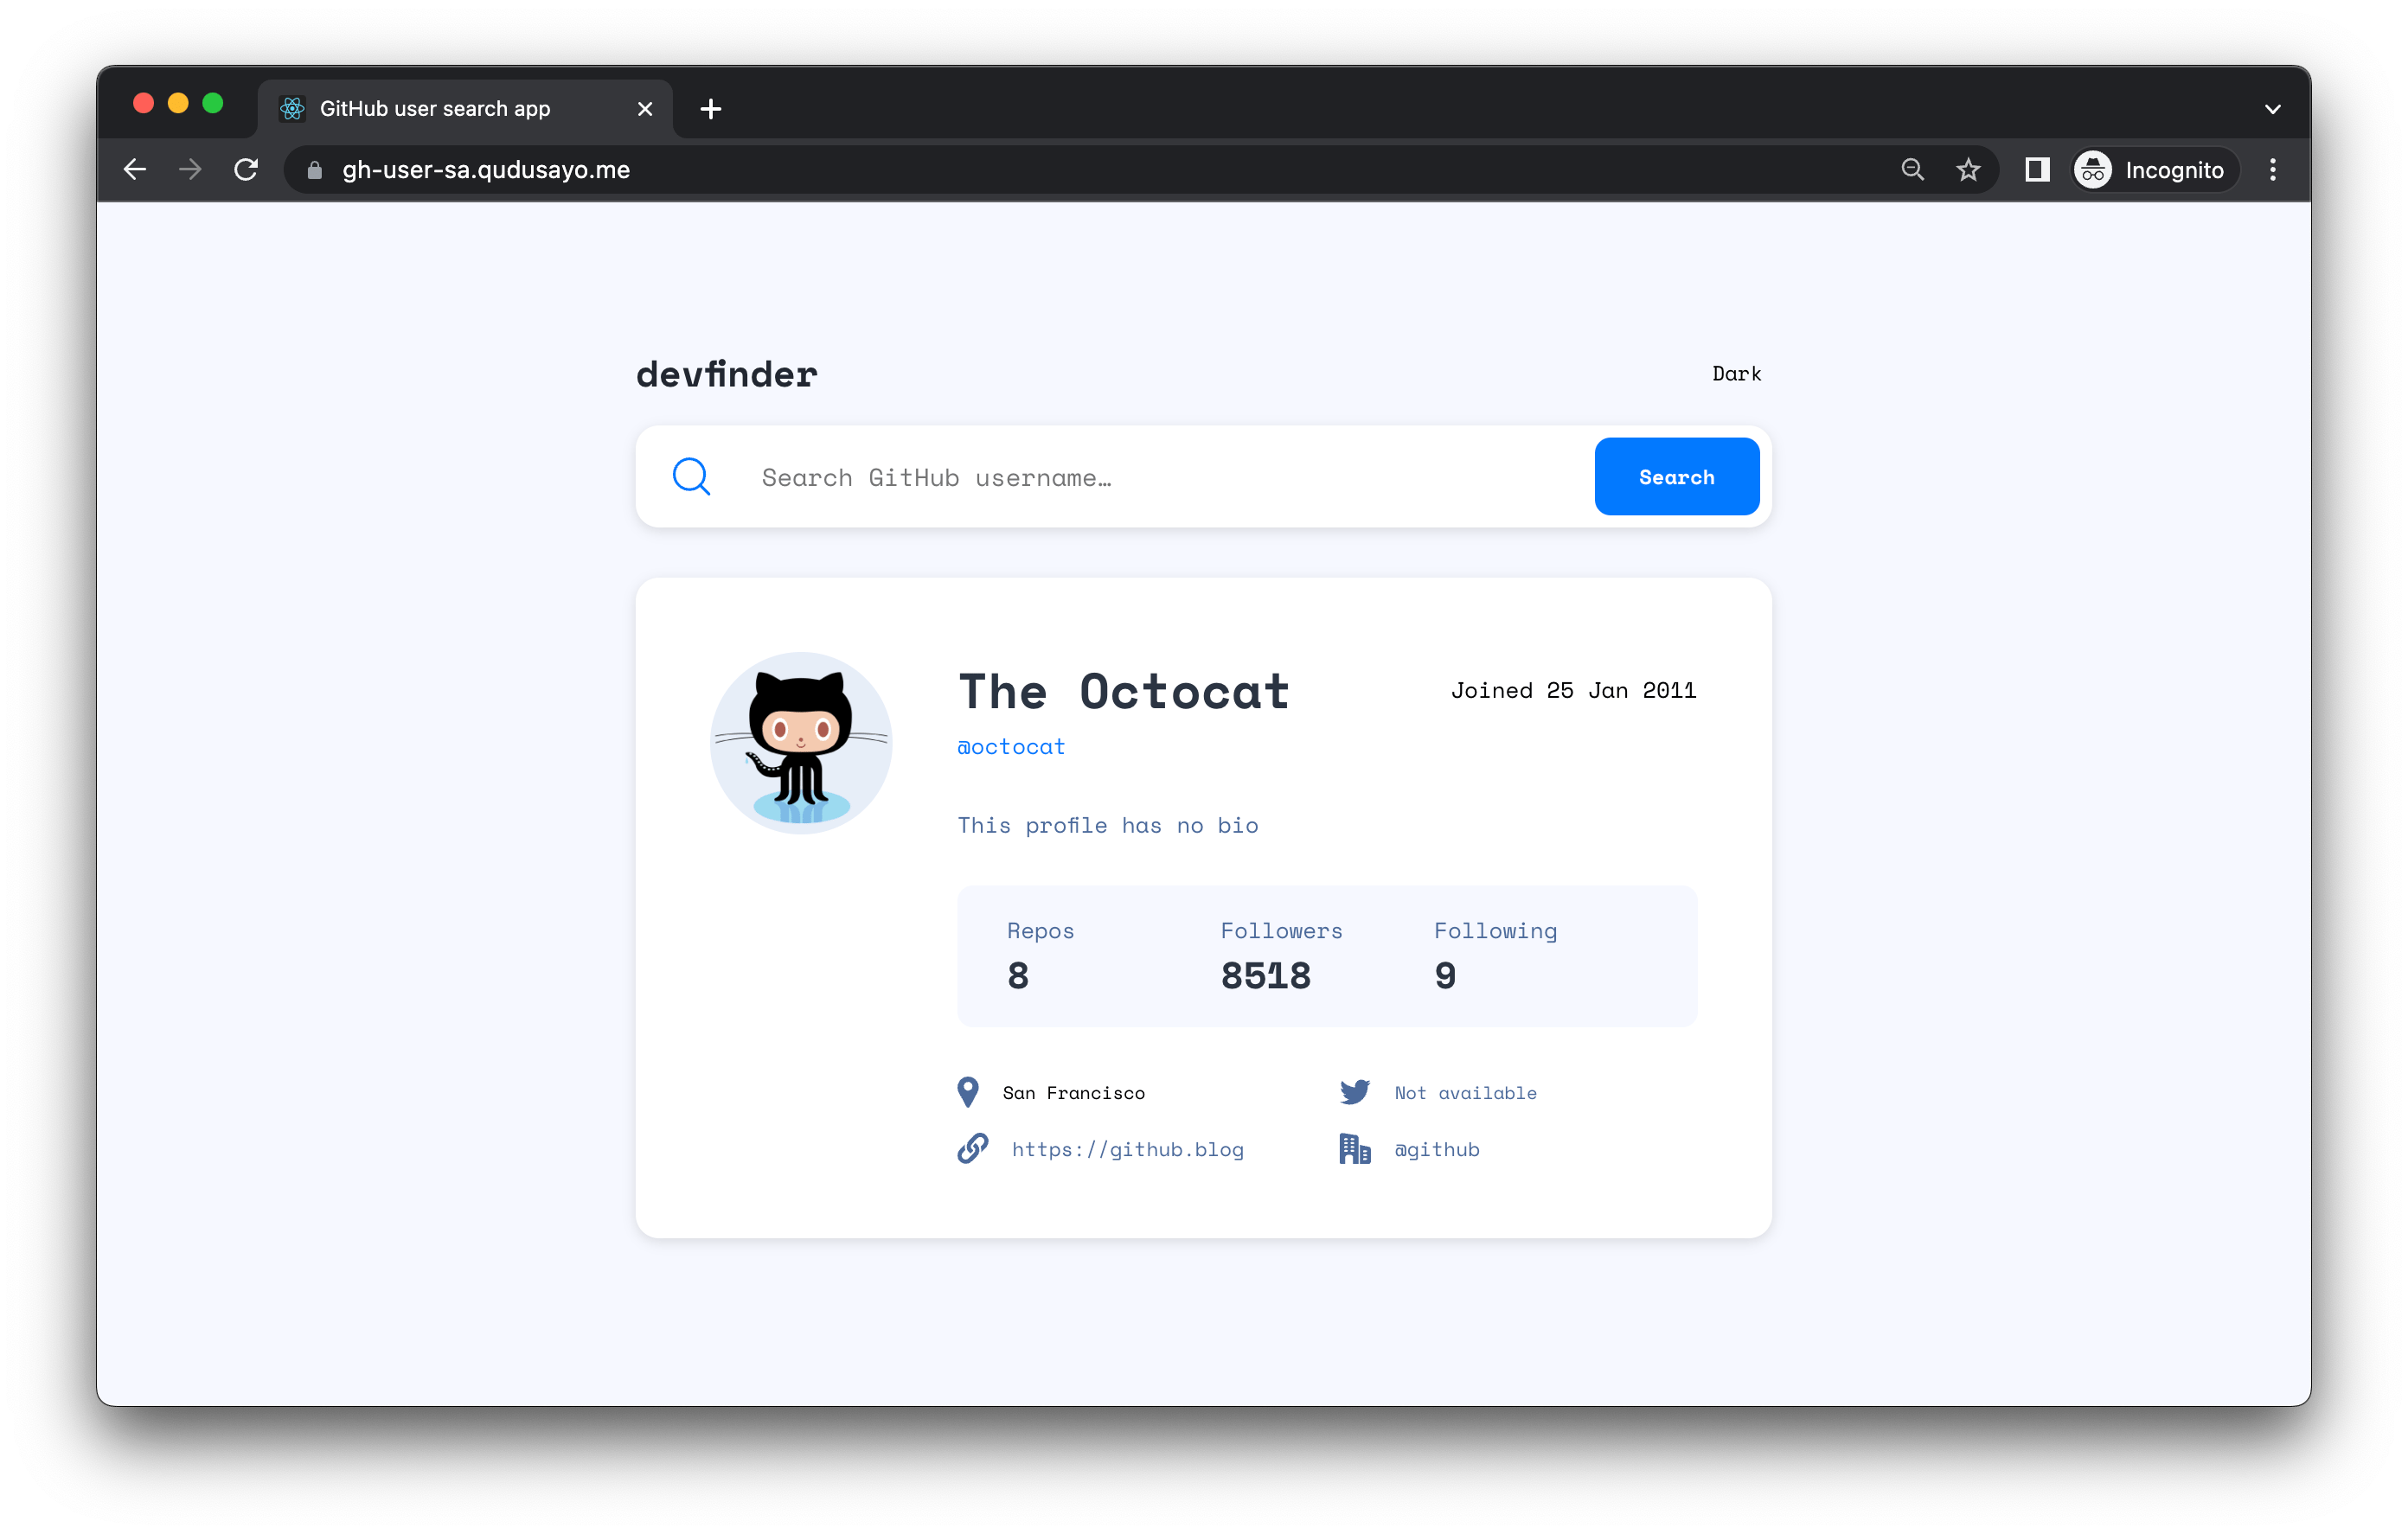 GitHub user search app
gh-user-sa.qudusayo.me
Incognito
devfinder
Dark
Search GitHub username…
Search
The Octocat
Joined 25 Jan 2011
@octocat
This profile has no bio
Repos Followers Following
8 8518 9
San Francisco Not available
https://github.blog @github